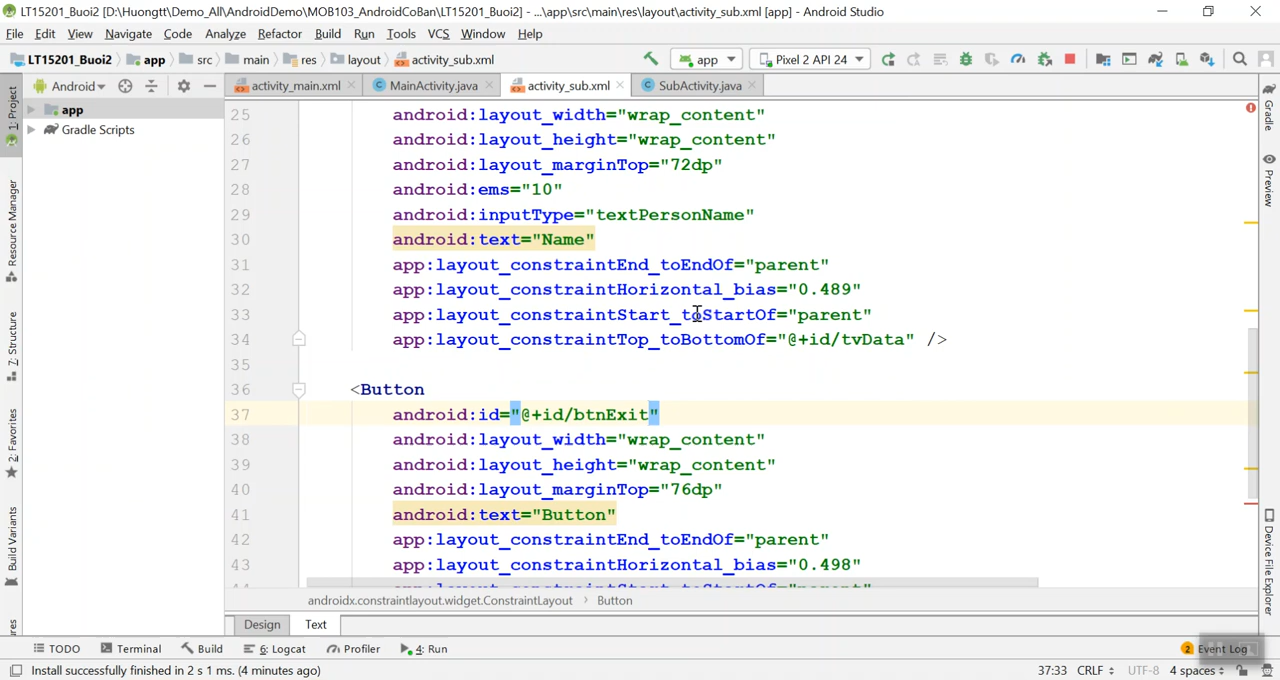 LT15201_Buoi2 [D:\Huongtt\Demo_All\AndroidDemo\MOB103_AndroidCoBan\LT15201_Buoi2] - ...\app\src\main\res\layout\activity_sub.xml [app] - Android Studio
File Edit View Navigate Code Analyze Refactor Build Run Tools VCS Window Help
LT15201_Buoi2 app src main res layout activity_sub.xml app Pixel 2 API 24
Android activity_main.xml MainActivity.java activity_sub.xml SubActivity.java
app
Gradle Scripts
1: Project
Resource Manager
7: Structure
2: Favorites
Build Variants
25 android:layout_width="wrap_content"
26 android:layout_height="wrap_content"
27 android:layout_marginTop="72dp"
28 android:ems="10"
29 android:inputType="textPersonName"
30 android:text="Name"
31 app:layout_constraintEnd_toEndOf="parent"
32 app:layout_constraintHorizontal_bias="0.489"
33 app:layout_constraintStart_toStartOf="parent"
34 app:layout_constraintTop_toBottomOf="@+id/tvData" />
35
36 <Button
37 android:id="@+id/btnExit"
38 android:layout_width="wrap_content"
39 android:layout_height="wrap_content"
40 android:layout_marginTop="76dp"
41 android:text="Button"
42 app:layout_constraintEnd_toEndOf="parent"
43 app:layout_constraintHorizontal_bias="0.498"
Gradle
Preview
Device File Explorer
androidx.constraintlayout.widget.ConstraintLayout Button
Design Text
TODO Terminal Build 6: Logcat Profiler 4: Run 2 Event Log
Install successfully finished in 2 s 1 ms. (4 minutes ago) 37:33 CRLF UTF-8 4 spaces